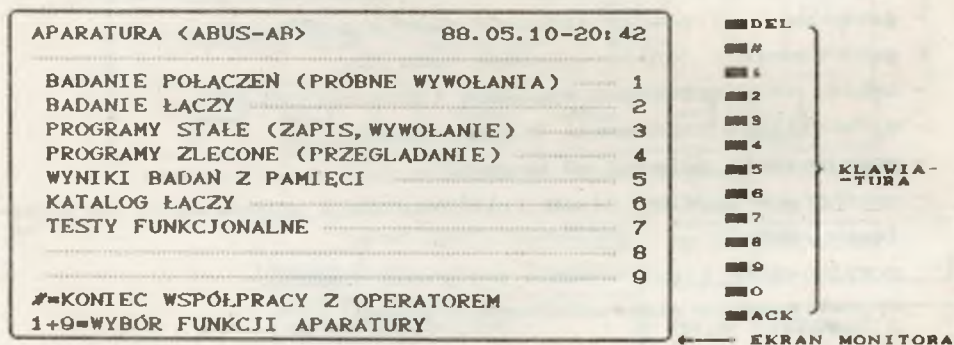 APARATURA <ABUS-AB> 88.05.10-20:42
BADANIE POŁĄCZEŃ (PRÓBNE WYWOŁANIA) 1
BADANIE ŁĄCZY 2
PROGRAMY STAŁE (ZAPIS,WYWOŁANIE) 3
PROGRAMY ZLECONE (PRZEGLĄDANIE) 4
WYNIKI BADAŃ Z PAMIĘCI 5
KATALOG ŁĄCZY 6
TESTY FUNKCJONALNE 7
8
9
#=KONIEC WSPÓŁPRACY Z OPERATOREM
1+9=WYBÓR FUNKCJI APARATURY
DEL
#
1
2
3
4
5
6
7
8
9
0
ACK
KLAWIA-
-TURA
EKRAN MONITORA